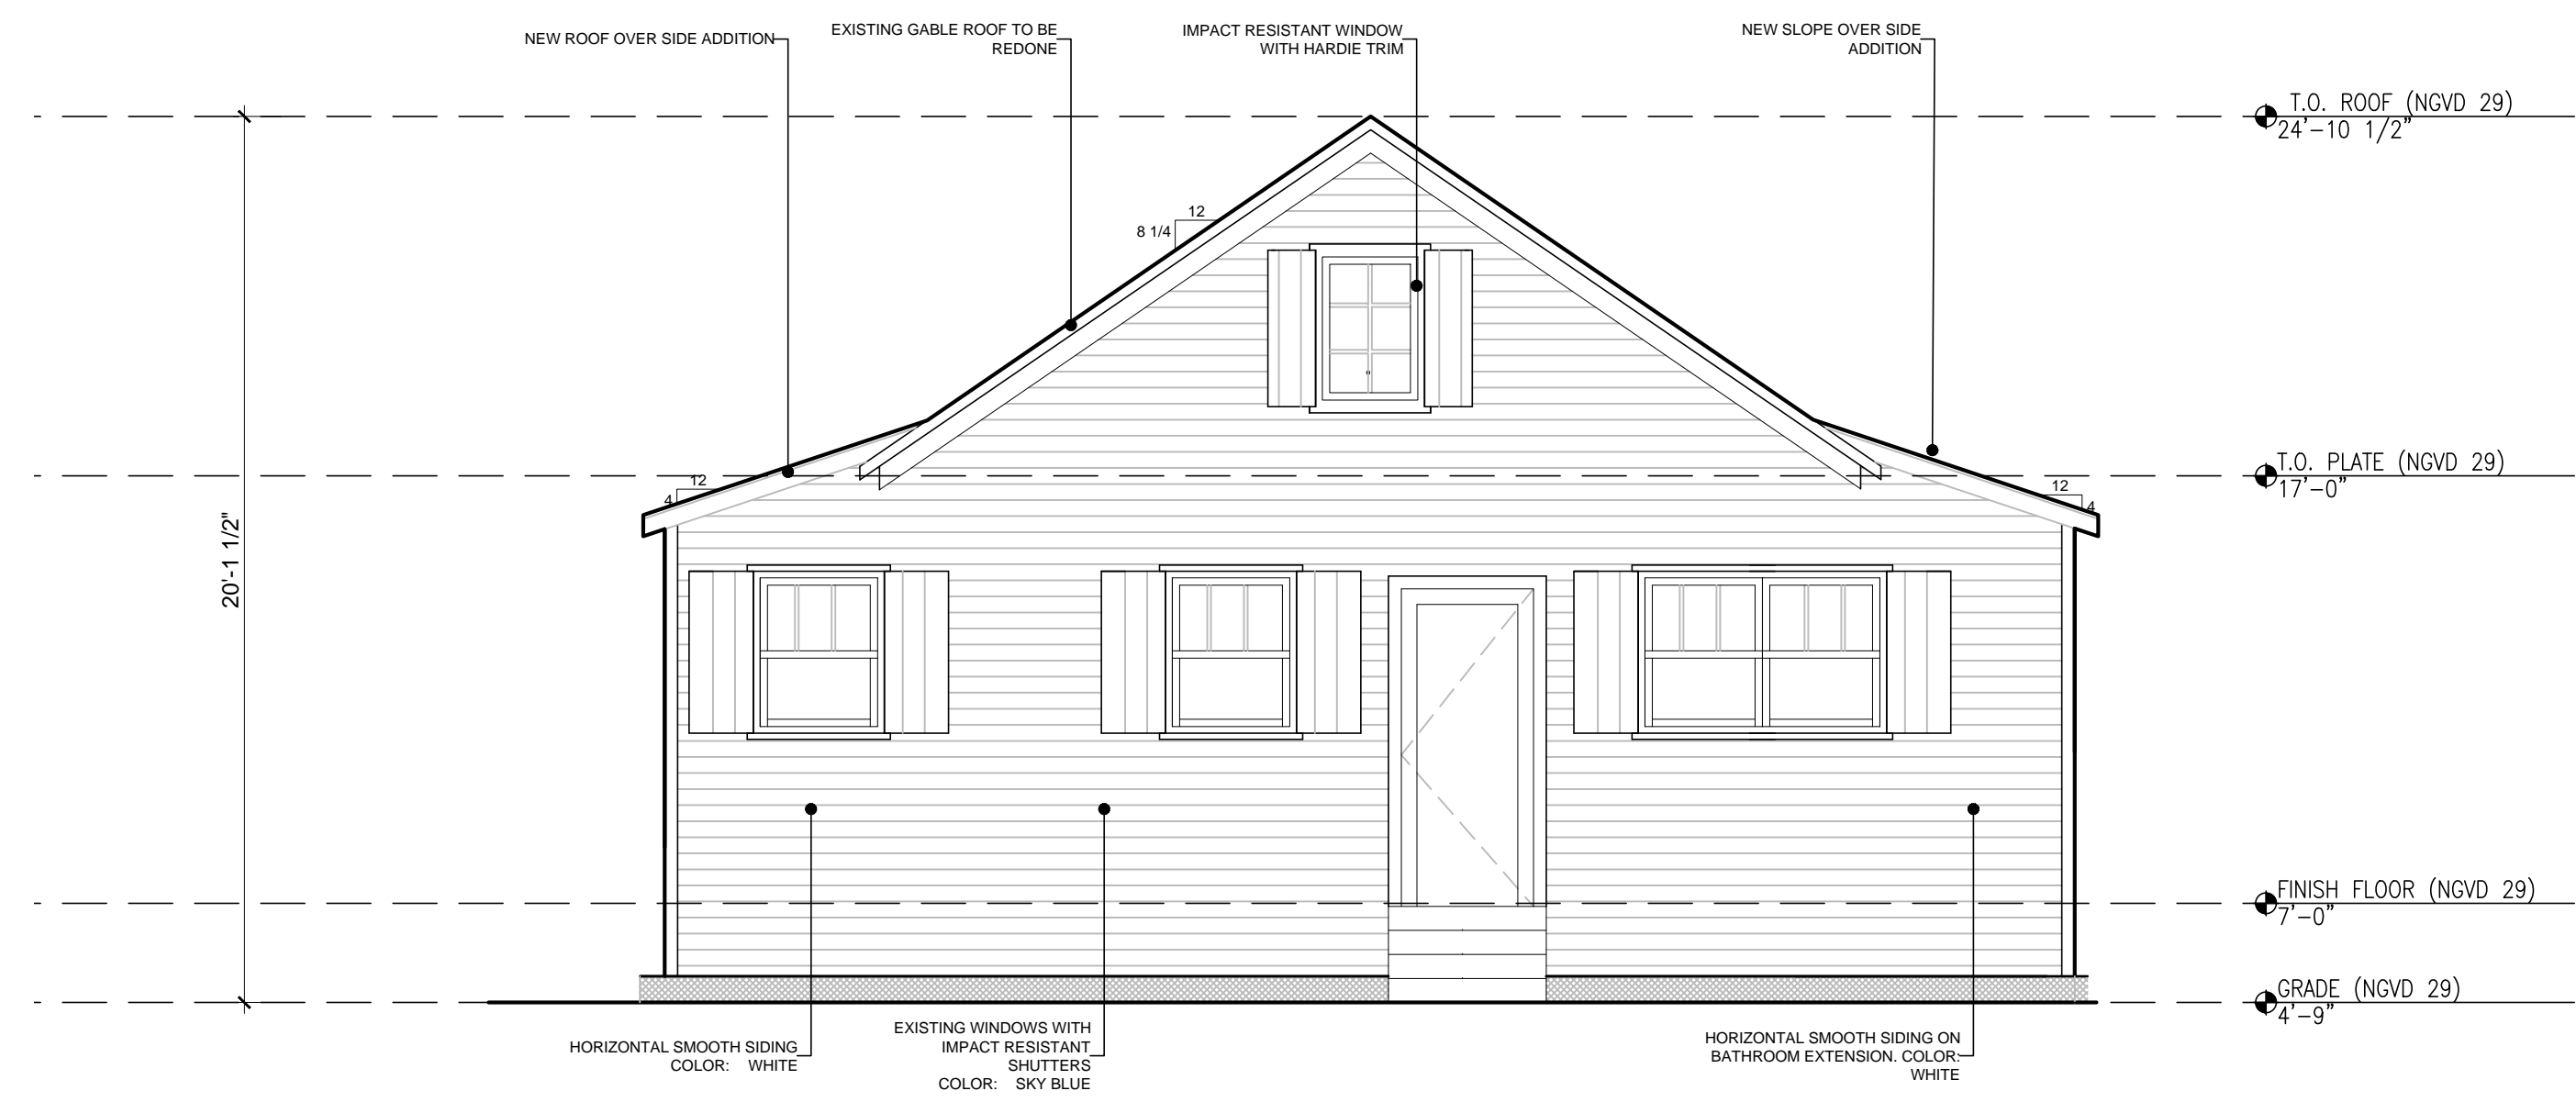 NEW ROOF OVER SIDE ADDITION
EXISTING GABLE ROOF TO BE
REDONE
IMPACT RESISTANT WINDOW
WITH HARDIE TRIM
NEW SLOPE OVER SIDE
ADDITION
T.O. ROOF (NGVD 29)
24'-10 1/2"
12
8 1/4
T.O. PLATE (NGVD 29)
17'-0"
12
4
12
4
20'-1 1/2"
FINISH FLOOR (NGVD 29)
7'-0"
GRADE (NGVD 29)
4'-9"
HORIZONTAL SMOOTH SIDING
COLOR: WHITE
EXISTING WINDOWS WITH
IMPACT RESISTANT
SHUTTERS
COLOR: SKY BLUE
HORIZONTAL SMOOTH SIDING ON
BATHROOM EXTENSION. COLOR:
WHITE